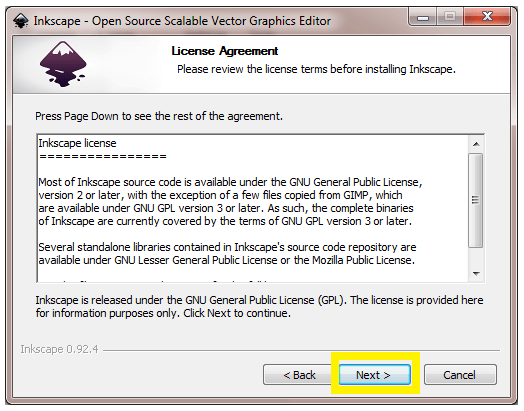 Inkscape - Open Source Scalable Vector Graphics Editor
License Agreement
Please review the license terms before installing Inkscape.
Press Page Down to see the rest of the agreement.
Inkscape license
=================
Most of Inkscape source code is available under the GNU General Public License,
version 2 or later, with the exception of a few files copied from GIMP, which
are available under GNU GPL version 3 or later. As such, the complete binaries
of Inkscape are currently covered by the terms of GNU GPL version 3 or later.
Several standalone libraries contained in Inkscape's source code repository are
available under GNU Lesser General Public License or the Mozilla Public License.
Inkscape is released under the GNU General Public License (GPL). The license is provided here
for information purposes only. Click Next to continue.
Inkscape 0.92.4
< Back Next > Cancel